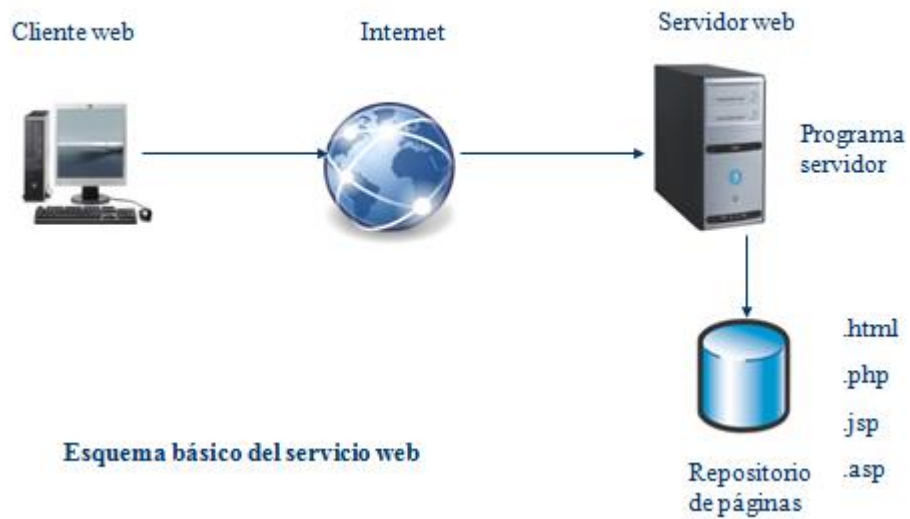 Cliente web
Internet
Servidor web
Programa
servidor
.html
.php
.jsp
.asp
Repositorio
de páginas
Esquema básico del servicio web